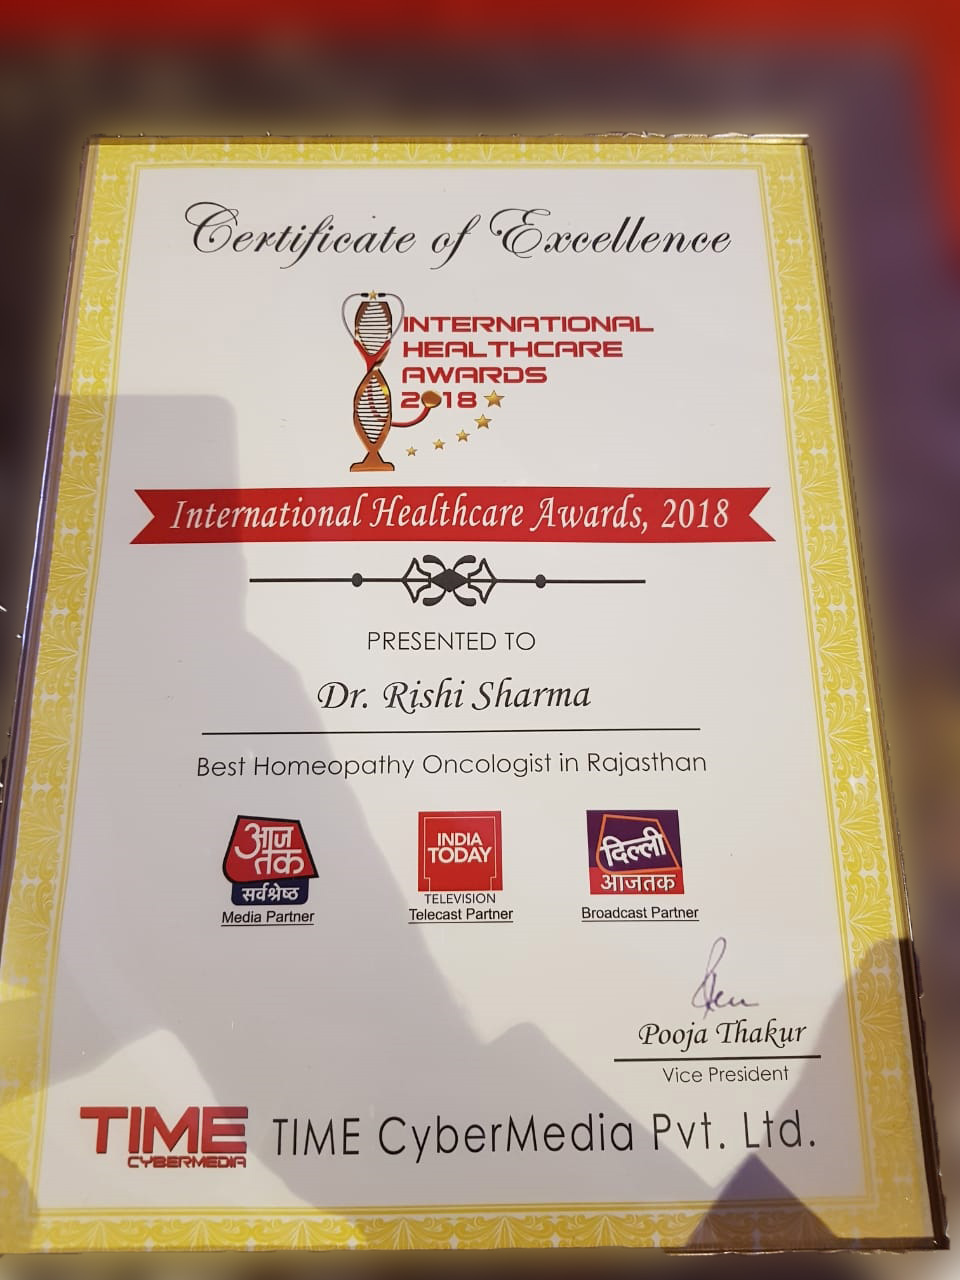 Certificate of Excellence
INTERNATIONAL
HEALTHCARE
AWARDS
2018
International Healthcare Awards, 2018
PRESENTED TO
Dr. Rishi Sharma
Best Homeopathy Oncologist in Rajasthan
आज
तक
सर्वश्रेष्ठ
Media Partner
INDIA
TODAY
TELEVISION
Telecast Partner
दिल्ली
आजतक
Broadcast Partner
Pooja Thakur
Vice President
TIME
CYBERMEDIA
TIME CyberMedia Pvt. Ltd.